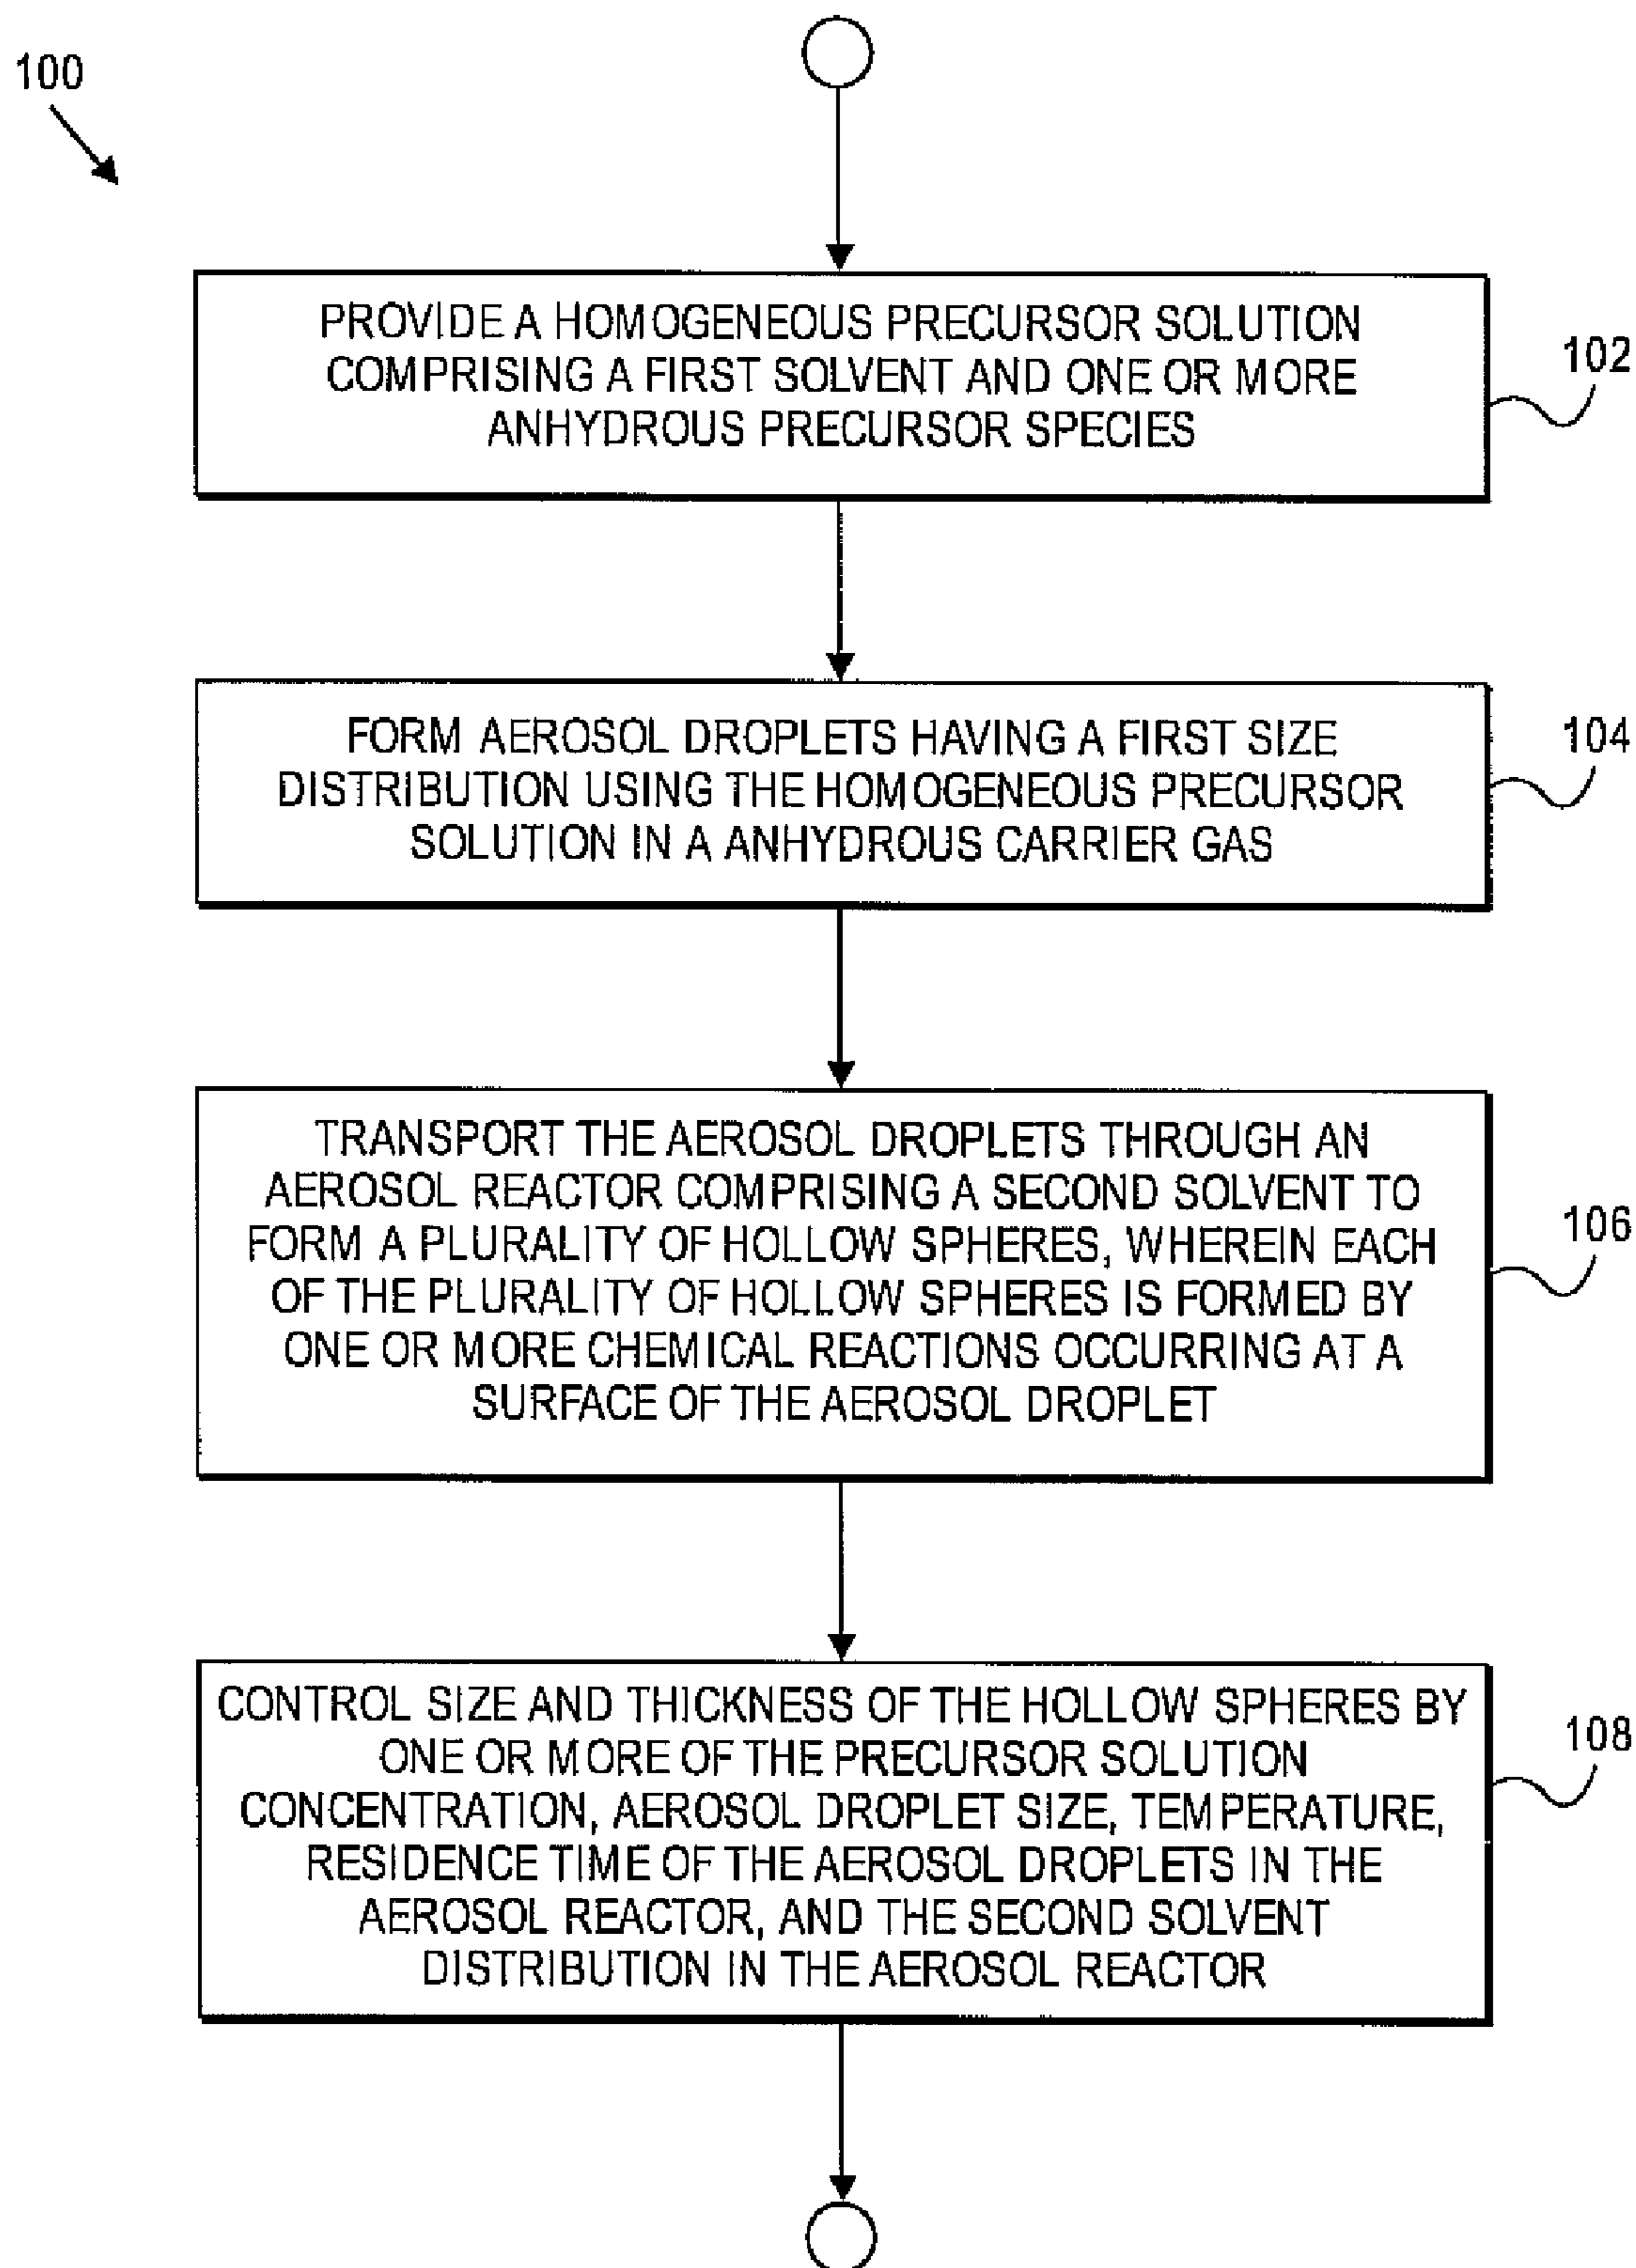 100
PROVIDE A HOMOGENEOUS PRECURSOR SOLUTION
COMPRISING A FIRST SOLVENT AND ONE OR MORE
ANHYDROUS PRECURSOR SPECIES
102
FORM AEROSOL DROPLETS HAVING A FIRST SIZE
DISTRIBUTION USING THE HOMOGENEOUS PRECURSOR
SOLUTION IN A ANHYDROUS CARRIER GAS
104
TRANSPORT THE AEROSOL DROPLETS THROUGH AN
AEROSOL REACTOR COMPRISING A SECOND SOLVENT TO
FORM A PLURALITY OF HOLLOW SPHERES, WHEREIN EACH
OF THE PLURALITY OF HOLLOW SPHERES IS FORMED BY
ONE OR MORE CHEMICAL REACTIONS OCCURRING AT A
SURFACE OF THE AEROSOL DROPLET
106
CONTROL SIZE AND THICKNESS OF THE HOLLOW SPHERES BY
ONE OR MORE OF THE PRECURSOR SOLUTION
CONCENTRATION, AEROSOL DROPLET SIZE, TEMPERATURE,
RESIDENCE TIME OF THE AEROSOL DROPLETS IN THE
AEROSOL REACTOR, AND THE SECOND SOLVENT
DISTRIBUTION IN THE AEROSOL REACTOR
108